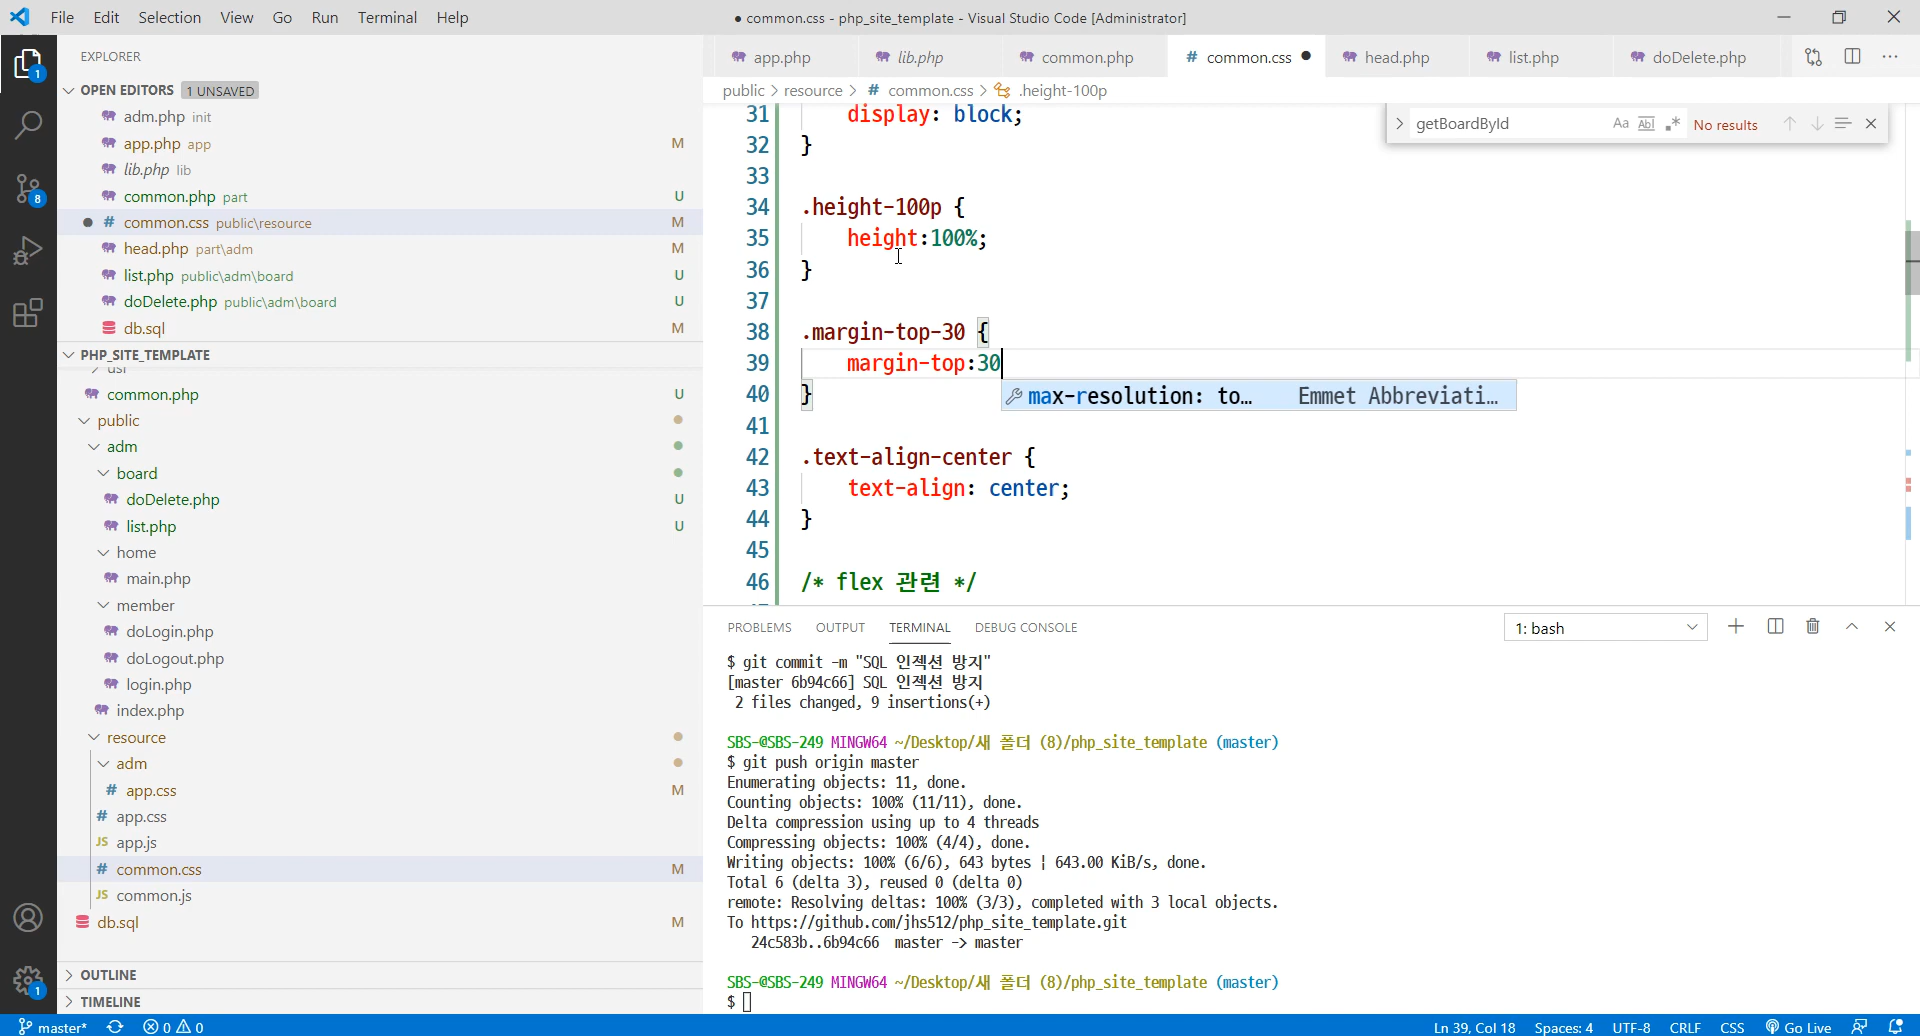 File Edit Selection View Go Run Terminal Help
● common.css - php_site_template - Visual Studio Code [Administrator]
EXPLORER
OPEN EDITORS 1 UNSAVED
adm.php init
app.php app M
lib.php lib
common.php part U
# common.css public\resource M
head.php part\adm M
list.php public\adm\board U
doDelete.php public\adm\board U
db.sql M
PHP_SITE_TEMPLATE
usr
common.php U
public
adm
board
doDelete.php U
list.php U
home
main.php
member
doLogin.php
doLogout.php
login.php
index.php
resource
adm
# app.css M
# app.css
JS app.js
# common.css M
JS common.js
db.sql M
OUTLINE
TIMELINE
1
8
1
app.php lib.php common.php # common.css ● head.php list.php doDelete.php
public > resource > # common.css > .height-100p
getBoardById Aa Abl .* No results
31 display: block;
32 }
33
34 .height-100p {
35 height:100%;
36 }
37
38 .margin-top-30 {
39 margin-top:30
40 }
max-resolution: to… Emmet Abbreviati…
41
42 .text-align-center {
43 text-align: center;
44 }
45
46 /* flex 관련 */
PROBLEMS OUTPUT TERMINAL DEBUG CONSOLE 1: bash
$ git commit -m "SQL 인젝션 방지"
[master 6b94c66] SQL 인젝션 방지
2 files changed, 9 insertions(+)
SBS-@SBS-249 MINGW64 ~/Desktop/새 폴더 (8)/php_site_template (master)
$ git push origin master
Enumerating objects: 11, done.
Counting objects: 100% (11/11), done.
Delta compression using up to 4 threads
Compressing objects: 100% (4/4), done.
Writing objects: 100% (6/6), 643 bytes ¦ 643.00 KiB/s, done.
Total 6 (delta 3), reused 0 (delta 0)
remote: Resolving deltas: 100% (3/3), completed with 3 local objects.
To https://github.com/jhs512/php_site_template.git
24c583b..6b94c66 master -> master
SBS-@SBS-249 MINGW64 ~/Desktop/새 폴더 (8)/php_site_template (master)
$
master* 0 0 Ln 39, Col 18 Spaces: 4 UTF-8 CRLF CSS Go Live